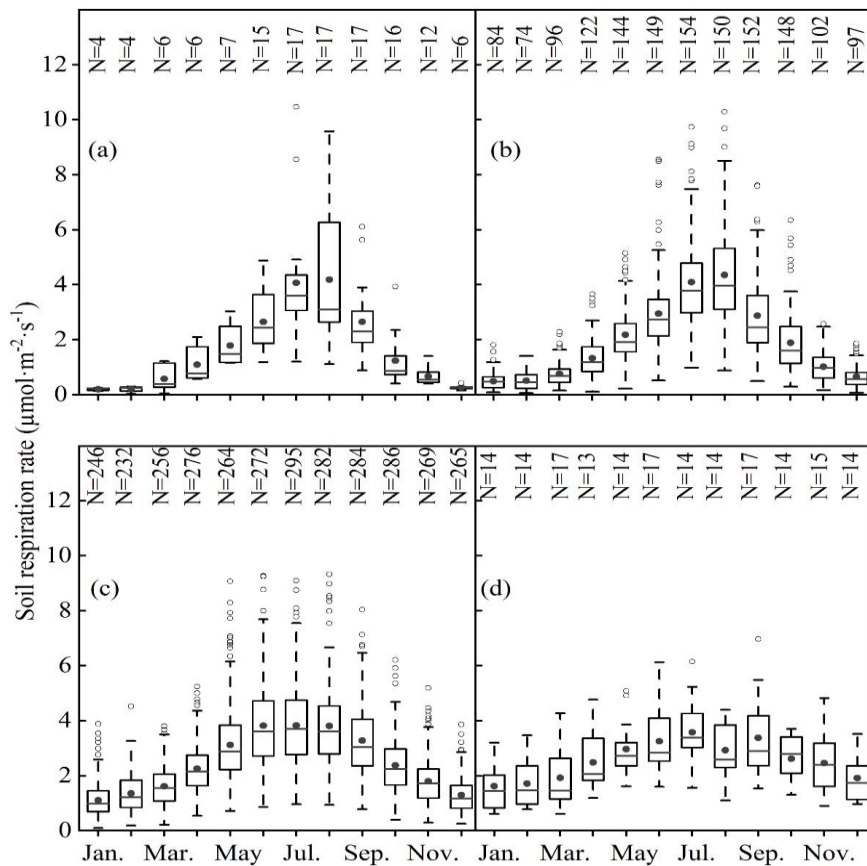 N=4 N=4 N=6 N=6 N=7 N=15 N=17 N=17 N=17 N=16 N=12 N=6
N=84 N=74 N=96 N=122 N=144 N=149 N=154 N=150 N=152 N=148 N=102 N=97
12
10
8
6
4
2
0
(a)
(b)
Soil respiration rate (μmol·m⁻²·s⁻¹)
N=246 N=232 N=256 N=276 N=264 N=272 N=295 N=282 N=284 N=286 N=269 N=265
N=14 N=14 N=17 N=13 N=14 N=17 N=14 N=14 N=17 N=14 N=15 N=14
12
10
8
6
4
2
0
(c)
(d)
Jan. Mar. May Jul. Sep. Nov.
Jan. Mar. May Jul. Sep. Nov.